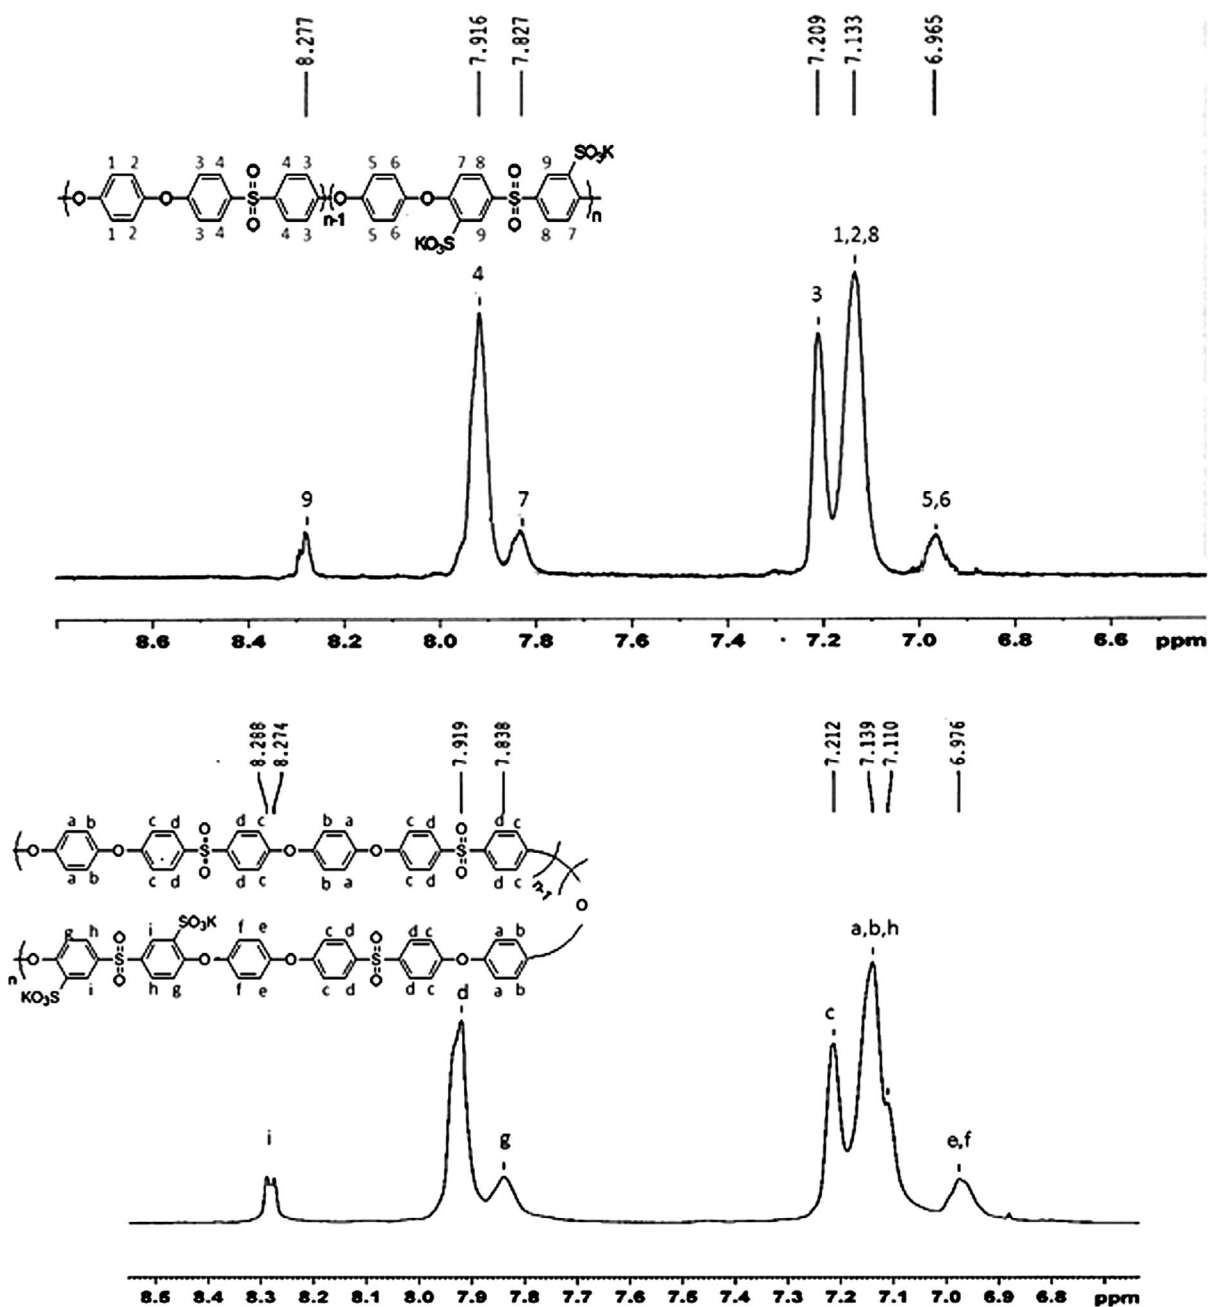 8.277 7.916 7.827 7.209 7.133 6.965
SO₃K
1 2 3 4 O 4 3 5 6 7 8 O 9
O O S O O S
1 2 3 4 O 4 3 n-1 5 6 KO₃S 9 O 8 7 n
9 4 7 3 1,2,8 5,6
8.6 8.4 8.2 8.0 7.8 7.6 7.4 7.2 7.0 6.8 6.6 ppm
8.288 8.274 7.919 7.838 7.212 7.139 7.110 6.976
a b c d O d c b a c d O d c
O O S O O S
a b c d O d c b a c d O d c
O
SO₃K
g h O i f e c d O d c a b
O S O O S O
n KO₃S i O h g f e c d O d c a b
i d g c a,b,h e,f
8.5 8.4 8.3 8.2 8.1 8.0 7.9 7.8 7.7 7.6 7.5 7.4 7.3 7.2 7.1 7.0 6.9 6.8 ppm